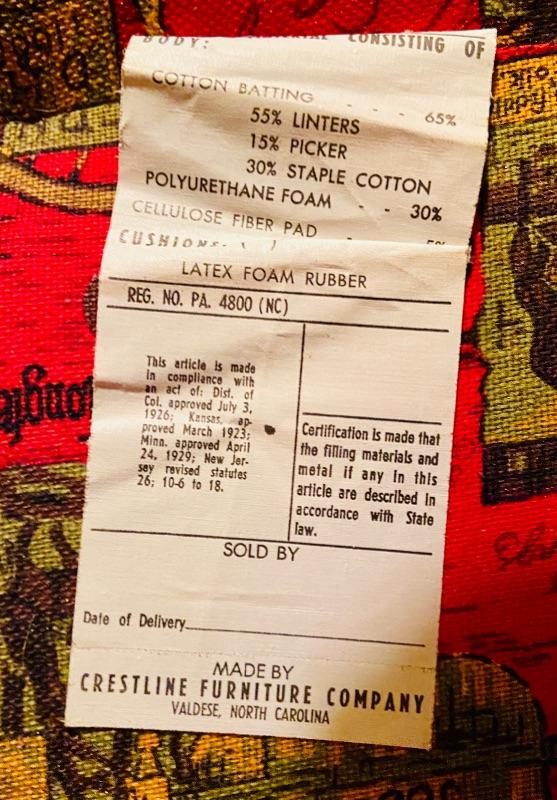 BODY: CONSISTING OF
COTTON BATTING - - - 65%
55% LINTERS
15% PICKER
30% STAPLE COTTON
POLYURETHANE FOAM - - 30%
CELLULOSE FIBER PAD - 5%
CUSHIONS-
LATEX FOAM RUBBER
REG. NO. PA. 4800 (NC)
This article is made
in compliance with
an act of: Dist. of
Col. approved July 3,
1926; Kansas, ap-
proved March 1923;
Minn. approved April
24, 1929; New Jer-
sey revised statutes
26; 10-6 to 18.
Certification is made that
the filling materials and
metal if any in this
article are described in
accordance with State
law.
SOLD BY
Date of Delivery
MADE BY
CRESTLINE FURNITURE COMPANY
VALDESE, NORTH CAROLINA